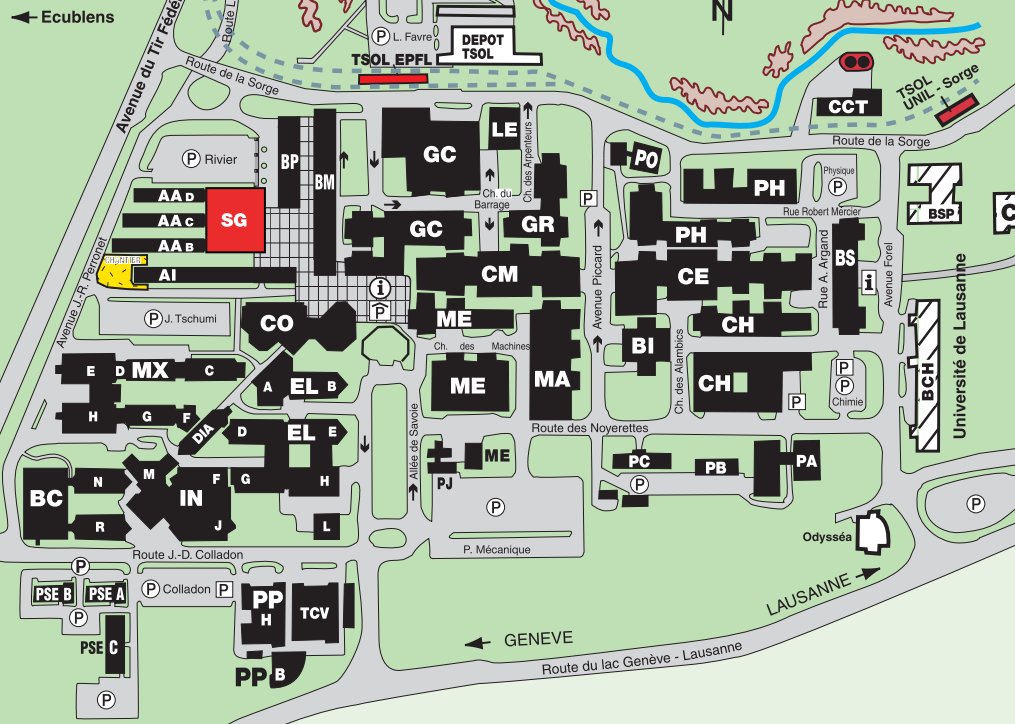 Ecublens
Avenue du Tir Fédér
Route L
P L. Favre
DEPOT
TSOL
N
TSOL EPFL
Route de la Sorge
CCT
TSOL
UNIL - Sorge
Route de la Sorge
P Rivier
BP
BM
GC
LE
Ch. des Arpenteurs
PO
PH
Physique
P
BSP
C
AA D
AA C
AA B
SG
CHANTIER
AI
Ch. du
Barrage
P
Rue Robert Mercier
GC
GR
PH
BS
Avenue J.-R. Perronet
i
P
CM
Avenue Piccard
CE
Rue A. Argand
i
Avenue Forel
P J. Tschumi
CO
ME
CH
Ch. des Machines
BI
Ch. des Alambics
BCH
Université de Lausanne
E D MX C
A EL B
ME
MA
CH
P
P
Chimie
P
H G F
DIA
D EL E
Allée de Savoie
Route des Noyerettes
ME
PJ
PC
PB
PA
P
BC
N
M
IN
F
G
H
R
J
L
P
P. Mécanique
P
Odysséa
Route J.-D. Colladon
P
PSE B
PSE A
P Colladon P
P
PP
H
TCV
PSE C
PP B
P
LAUSANNE
GENEVE
Route du lac Genève - Lausanne